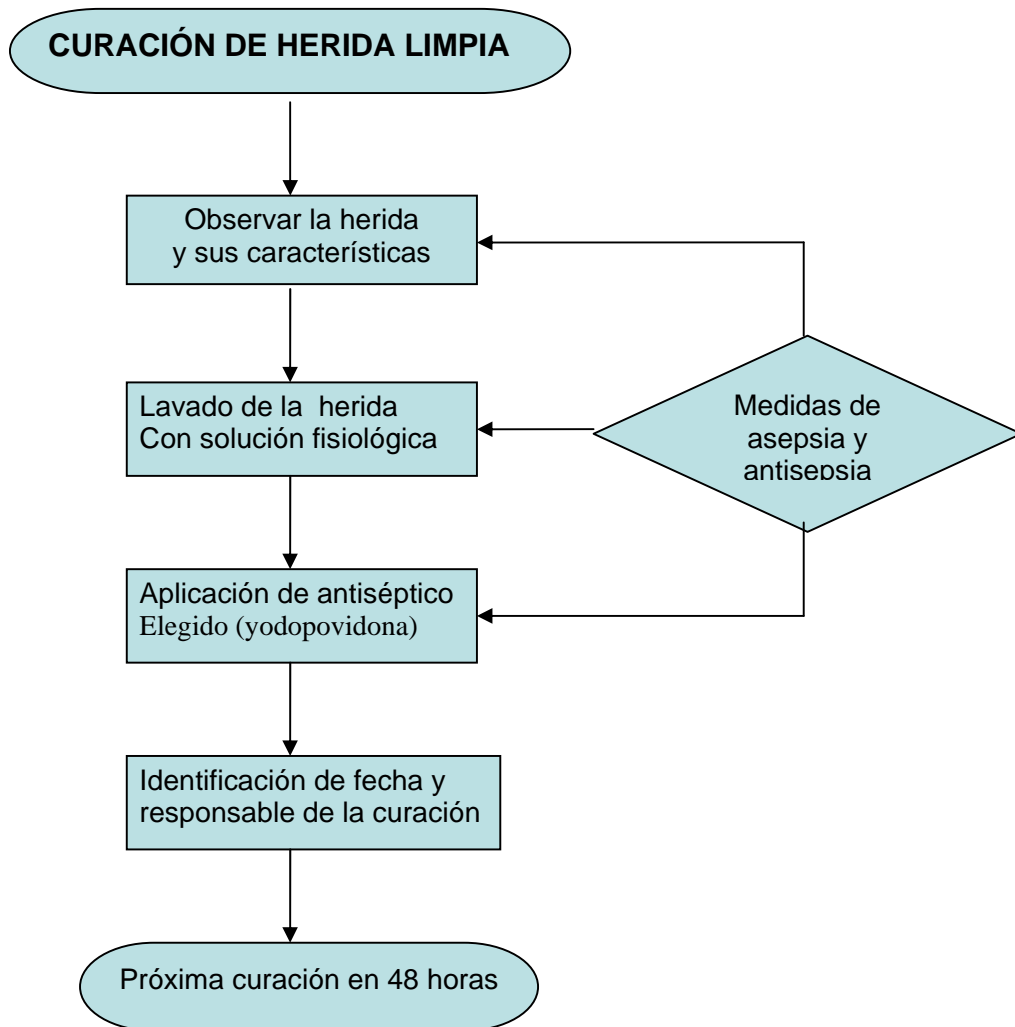 CURACIÓN DE HERIDA LIMPIA
Observar la herida
y sus características
Lavado de la  herida
Con solución fisiológica
Medidas de
asepsia y
antisepsia
Aplicación de antiséptico
Elegido (yodopovidona)
Identificación de fecha y
responsable de la curación
Próxima curación en 48 horas